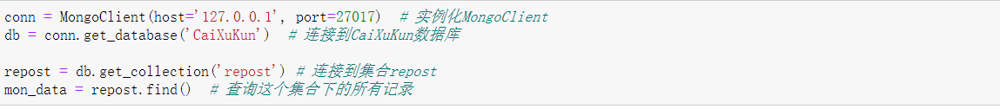 conn = MongoClient(host='127.0.0.1', port=27017)  # 实例化MongoClient
db = conn.get_database('CaiXuKun')  # 连接到CaiXuKun数据库
repost = db.get_collection('repost') # 连接到集合repost
mon_data = repost.find()  # 查询这个集合下的所有记录